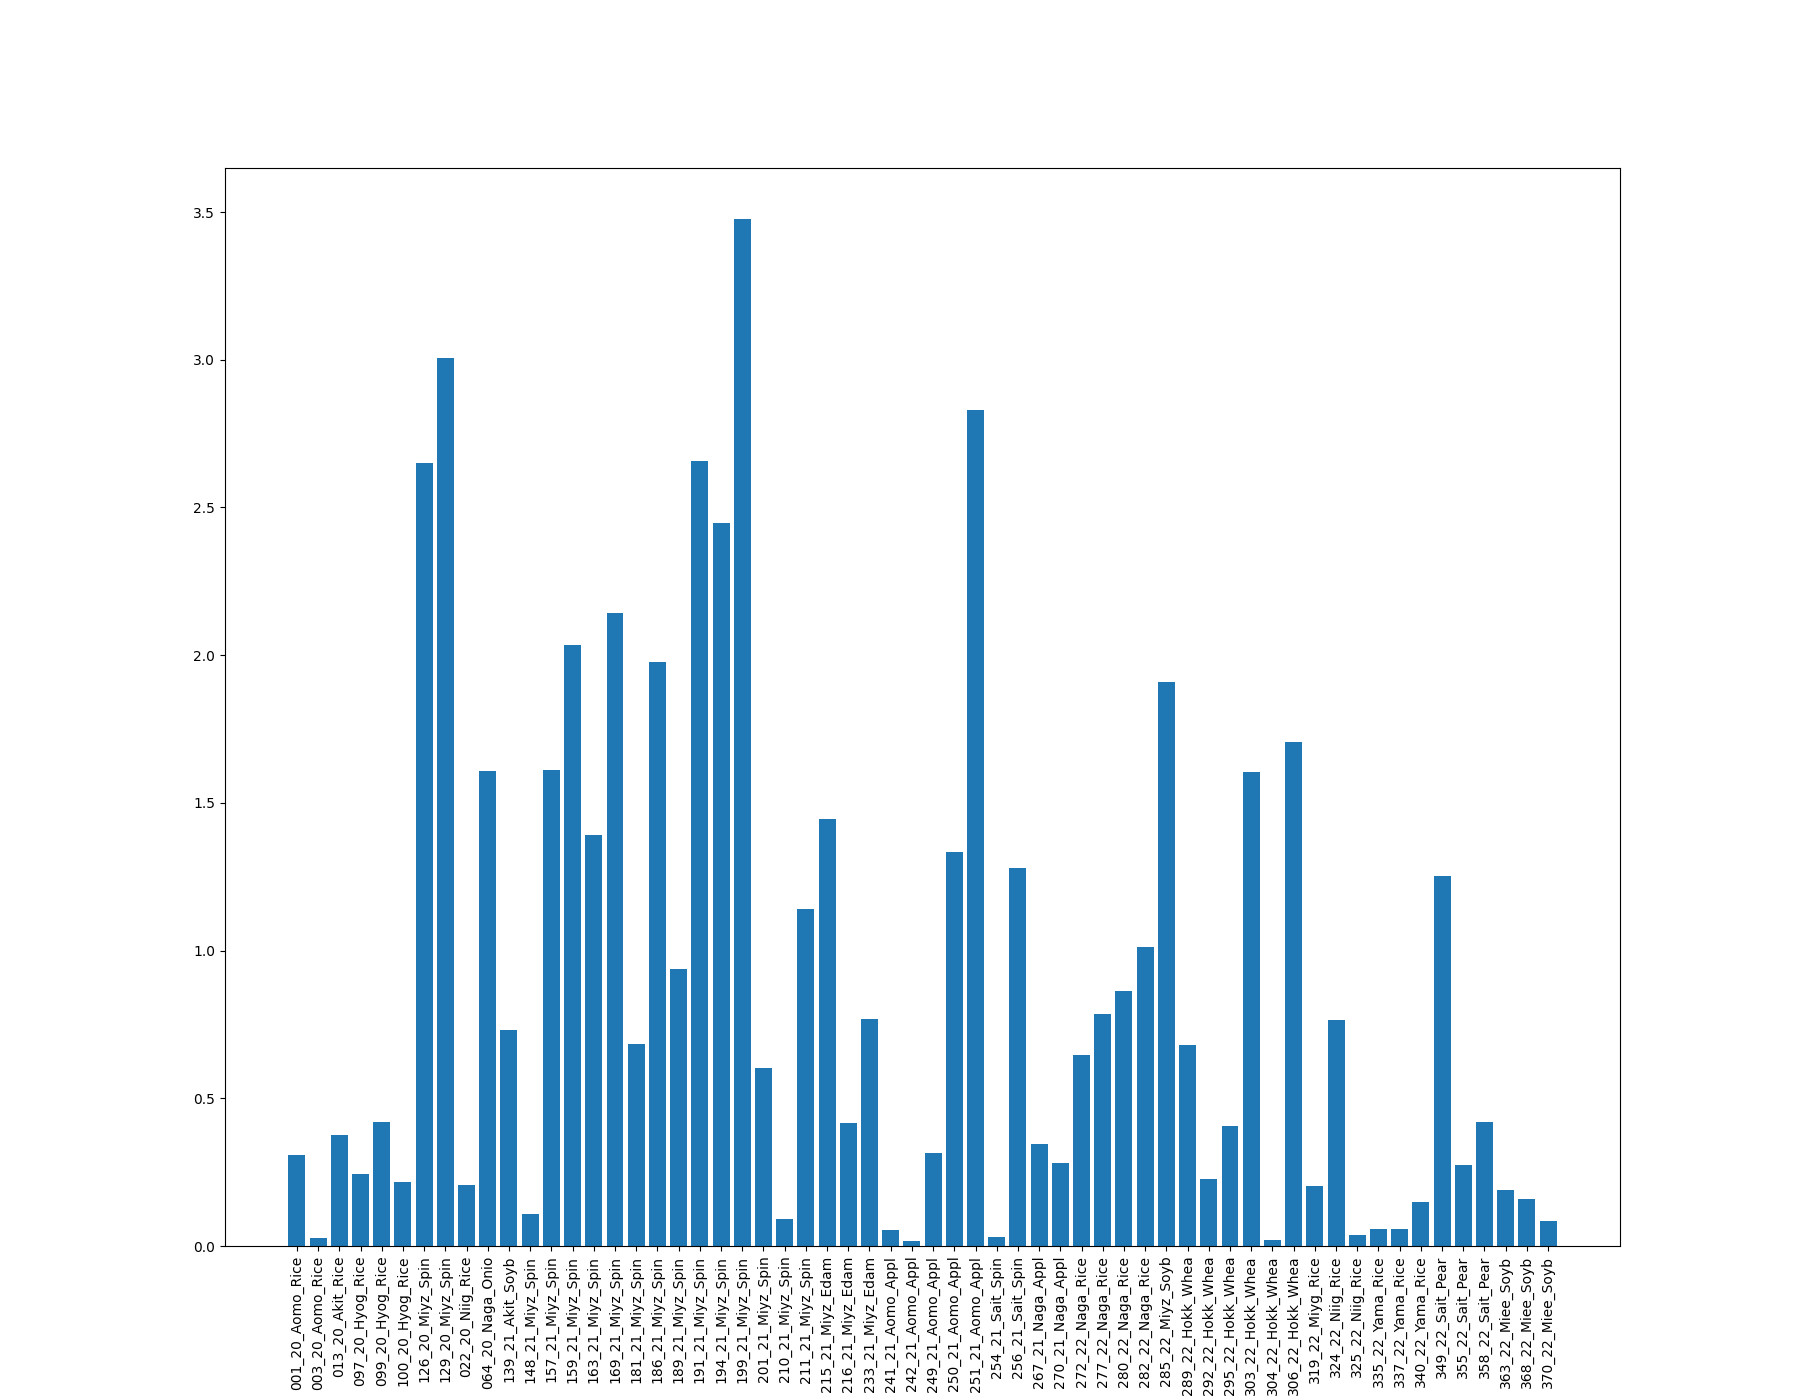 3.5
3.0
2.5
2.0
1.5
1.0
0.5
0.0
001_20_Aomo_Rice
003_20_Aomo_Rice
013_20_Akit_Rice
097_20_Hyog_Rice
099_20_Hyog_Rice
100_20_Hyog_Rice
126_20_Miyz_Spin
129_20_Miyz_Spin
022_20_Niig_Rice
064_20_Naga_Onio
139_21_Akit_Soyb
148_21_Miyz_Spin
157_21_Miyz_Spin
159_21_Miyz_Spin
163_21_Miyz_Spin
169_21_Miyz_Spin
181_21_Miyz_Spin
186_21_Miyz_Spin
189_21_Miyz_Spin
191_21_Miyz_Spin
194_21_Miyz_Spin
199_21_Miyz_Spin
201_21_Miyz_Spin
210_21_Miyz_Spin
211_21_Miyz_Spin
215_21_Miyz_Edam
216_21_Miyz_Edam
233_21_Miyz_Edam
241_21_Aomo_Appl
242_21_Aomo_Appl
249_21_Aomo_Appl
250_21_Aomo_Appl
251_21_Aomo_Appl
254_21_Sait_Spin
256_21_Sait_Spin
267_21_Naga_Appl
270_21_Naga_Appl
272_22_Naga_Rice
277_22_Naga_Rice
280_22_Naga_Rice
282_22_Naga_Rice
285_22_Miyz_Soyb
289_22_Hokk_Whea
292_22_Hokk_Whea
295_22_Hokk_Whea
303_22_Hokk_Whea
304_22_Hokk_Whea
306_22_Hokk_Whea
319_22_Miyg_Rice
324_22_Niig_Rice
325_22_Niig_Rice
335_22_Yama_Rice
337_22_Yama_Rice
340_22_Yama_Rice
349_22_Sait_Pear
355_22_Sait_Pear
358_22_Sait_Pear
363_22_Miee_Soyb
368_22_Miee_Soyb
370_22_Miee_Soyb